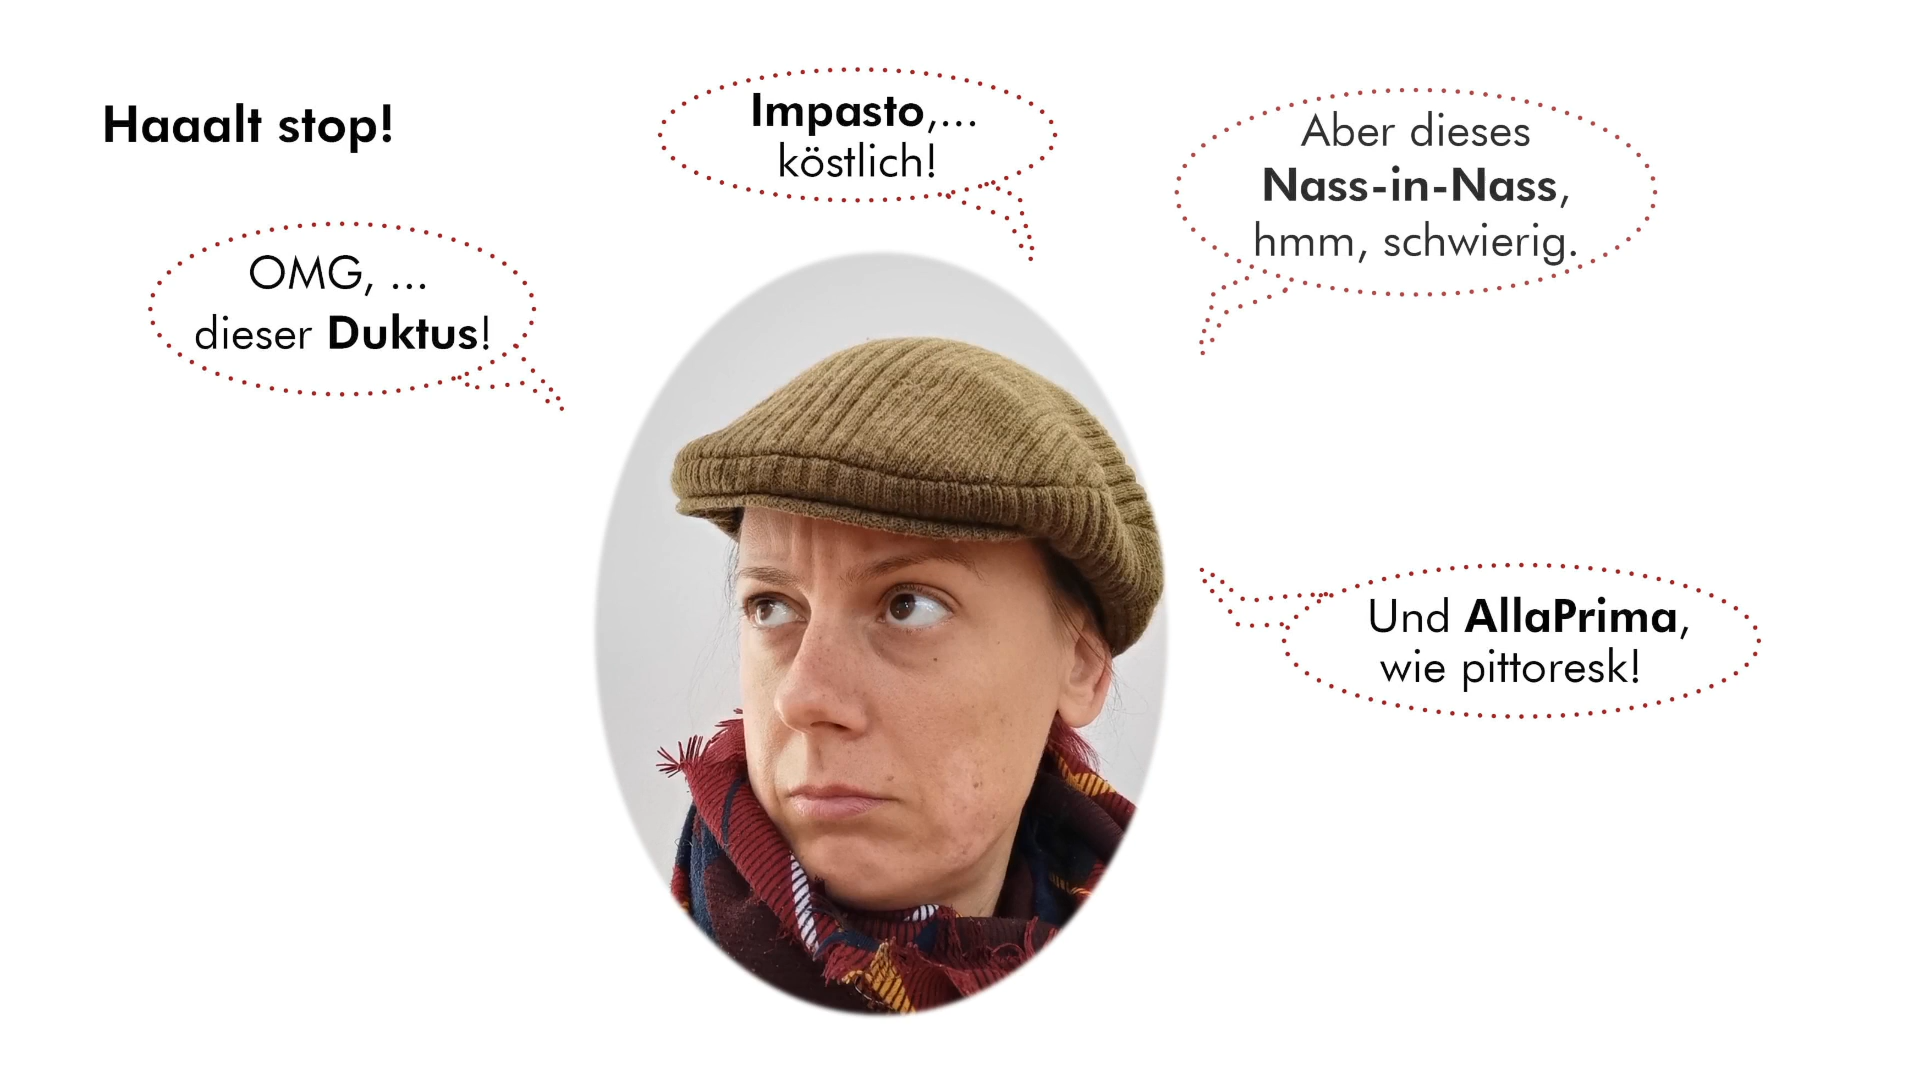 Haaalt stop!
OMG, ...
dieser Duktus!
Impasto,...
köstlich!
Aber dieses
Nass-in-Nass,
hmm, schwierig.
Und AllaPrima,
wie pittoresk!